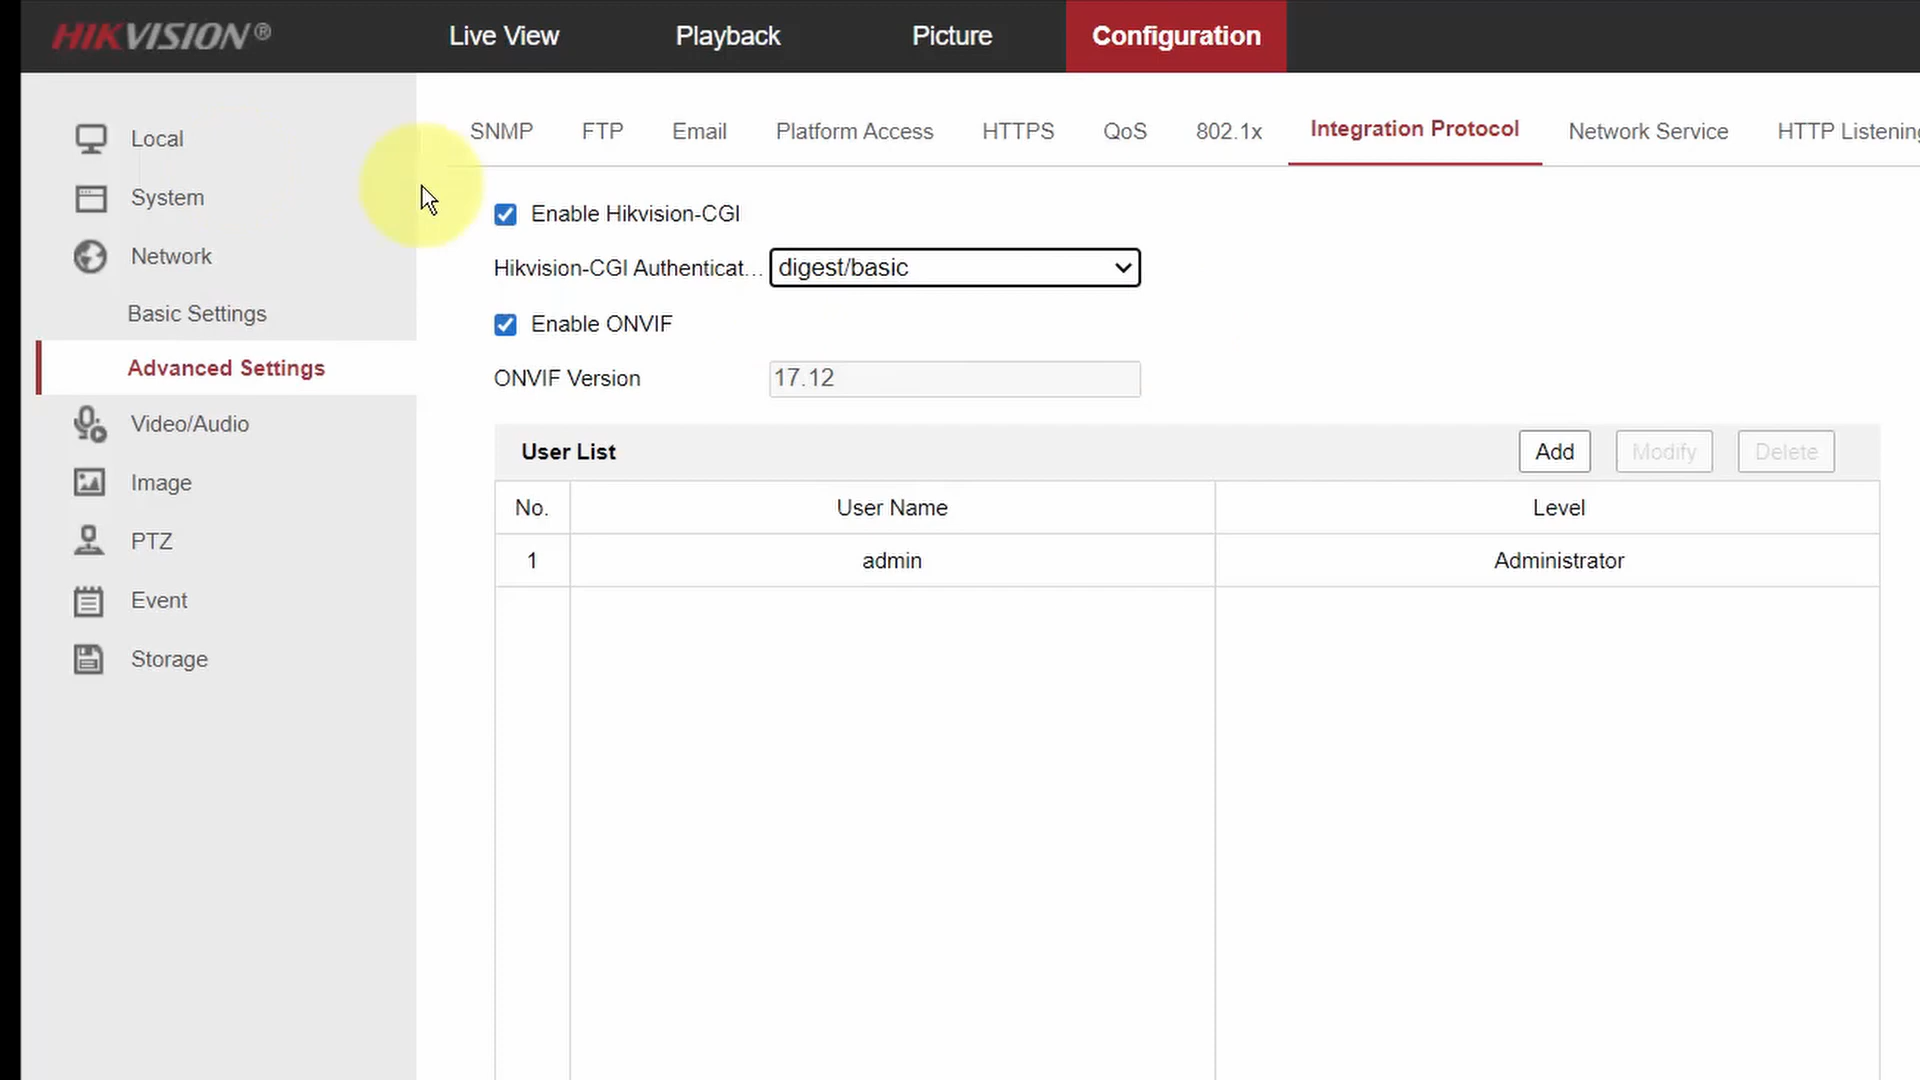 HIKVISION®
Live View
Playback
Picture
Configuration
Local
System
Network
Basic Settings
Advanced Settings
Video/Audio
Image
PTZ
Event
Storage
SNMP
FTP
Email
Platform Access
HTTPS
QoS
802.1x
Integration Protocol
Network Service
HTTP Listening
Enable Hikvision-CGI
Hikvision-CGI Authenticat...
digest/basic
Enable ONVIF
ONVIF Version
17.12
User List
Add
Modify
Delete
No.
User Name
Level
1
admin
Administrator